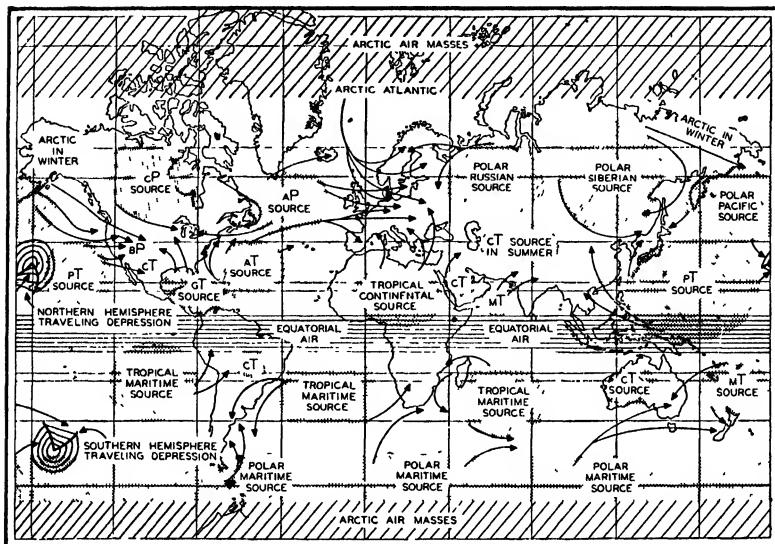 ARCTIC AIR MASSES
ARCTIC ATLANTIC
ARCTIC
IN
WINTER
cP
SOURCE
AP
SOURCE
POLAR
RUSSIAN
SOURCE
POLAR
SIBERIAN
SOURCE
ARCTIC IN
WINTER
POLAR
PACIFIC
SOURCE
BP
cT
PT
SOURCE
GT
SOURCE
AT
SOURCE
TROPICAL
CONTINENTAL
SOURCE
cT SOURCE
IN SUMMER
cT
MT
PT
SOURCE
NORTHERN HEMISPHERE
TRAVELING DEPRESSION
EQUATORIAL
AIR
EQUATORIAL
AIR
TROPICAL
MARITIME
SOURCE
cT
TROPICAL
MARITIME
SOURCE
TROPICAL
MARITIME
SOURCE
cT
SOURCE
MT
SOURCE
SOUTHERN HEMISPHERE
TRAVELING DEPRESSION
POLAR
MARITIME
SOURCE
POLAR
MARITIME
SOURCE
POLAR
MARITIME
SOURCE
ARCTIC AIR MASSES